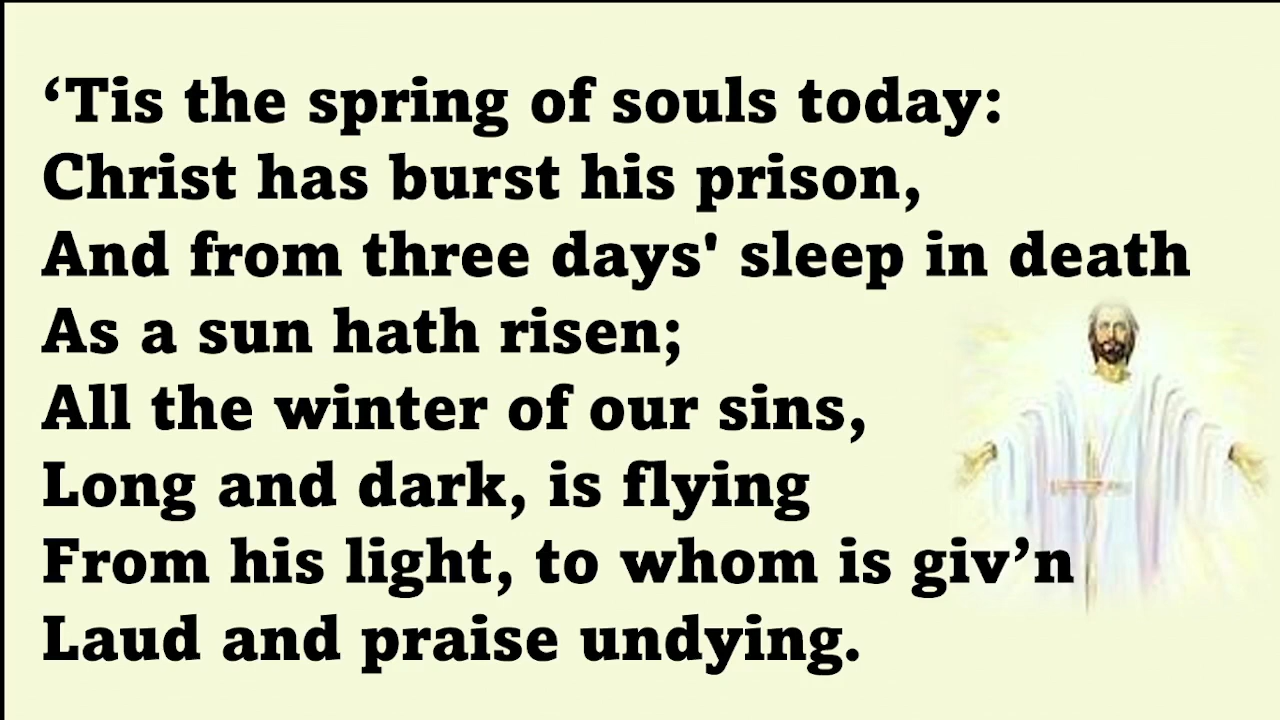 ‘Tis the spring of souls today:
Christ has burst his prison,
And from three days' sleep in death
As a sun hath risen;
All the winter of our sins,
Long and dark, is flying
From his light, to whom is giv’n
Laud and praise undying.